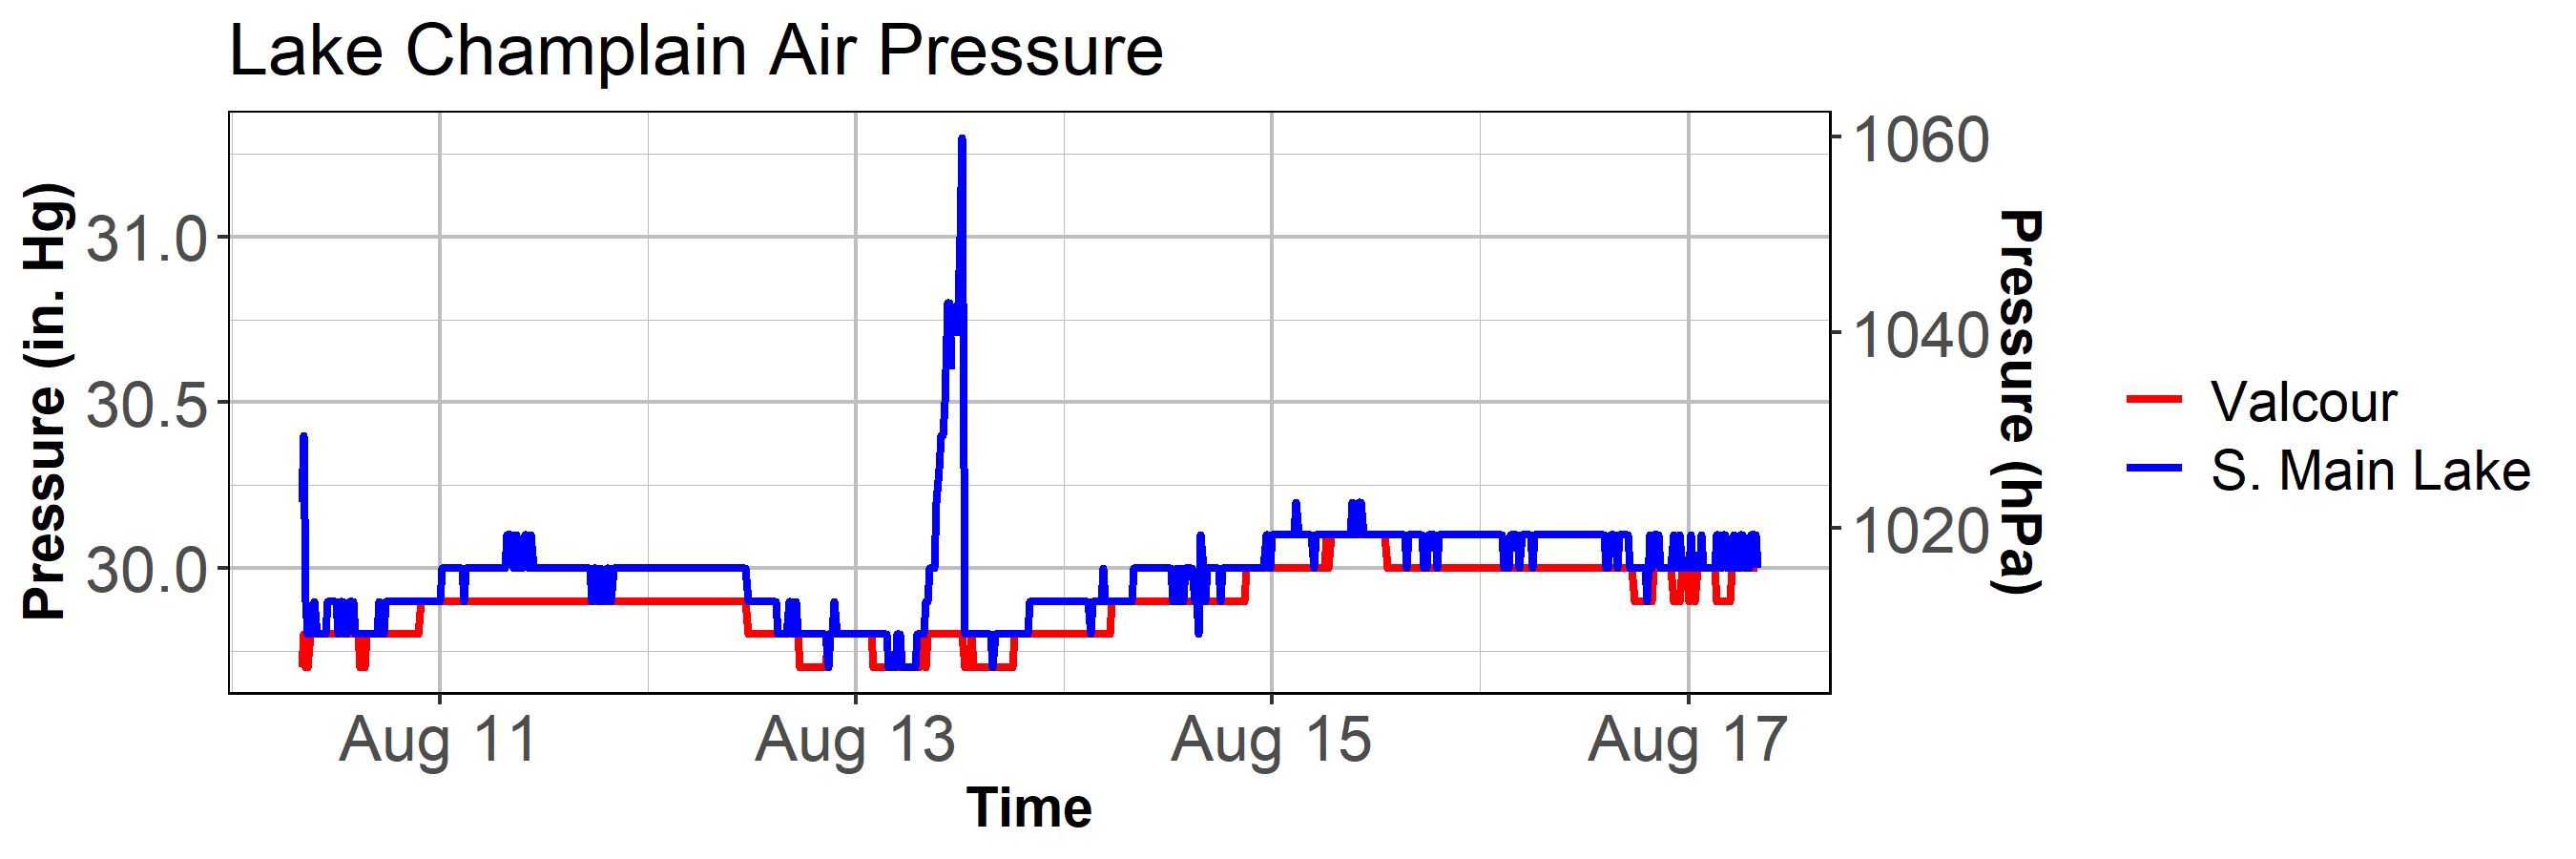 Lake Champlain Air Pressure
Pressure (in. Hg)
31.0
30.5
30.0
1060
1040
1020
Pressure (hPa)
Aug 11
Aug 13
Aug 15
Aug 17
Time
Valcour
S. Main Lake